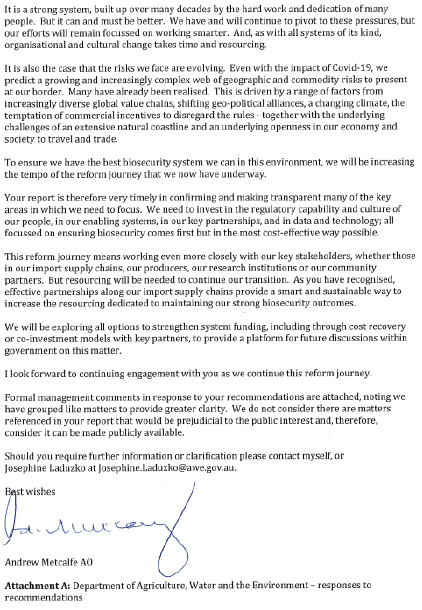 It is a strong system, built up over many decades by the hard work and dedication of many
people. But it can and must be better. We have and will continue to pivot to these pressures, but
our efforts will remain focussed on working smarter. And, as with all systems of its kind,
organisational and cultural change takes time and resourcing.
It is also the case that the risks we face are evolving. Even with the impact of Covid-19, we
predict a growing and increasingly complex web of geographic and commodity risks to present
at our border. Many have already been realised. This is driven by a range of factors from
increasingly diverse global value chains, shifting geo-political alliances, a changing climate, the
temptation of commercial incentives to disregard the rules - together with the underlying
challenges of an extensive natural coastline and an underlying openness in our economy and
society to travel and trade.
To ensure we have the best biosecurity system we can in this environment, we will be increasing
the tempo of the reform journey that we now have underway.
Your report is therefore very timely in confirming and making transparent many of the key
areas in which we need to focus. We need to invest in the regulatory capability and culture of
our people, in our enabling systems, in our key partnerships, and in data and technology; all
focussed on ensuring biosecurity comes first but in the most cost-effective way possible.
This reform journey means working even more closely with our key stakeholders, whether those
in our import supply chains, our producers, our research institutions or our community
partners. But resourcing will be needed to continue our transition. As you have recognised,
effective partnerships along our import supply chains provide a smart and sustainable way to
increase the resourcing dedicated to maintaining our strong biosecurity outcomes.
We will be exploring all options to strengthen system funding, including through cost recovery
or co-investment models with key partners, to provide a platform for future discussions within
government on this matter.
I look forward to continuing engagement with you as we continue this reform journey.
Formal management comments in response to your recommendations are attached, noting we
have grouped like matters to provide greater clarity. We do not consider there are matters
referenced in your report that would be prejudicial to the public interest and, therefore,
consider it can be made publicly available.
Should you require further information or clarification please contact myself, or
Josephine Laduzko at Josephine.Laduzko@awe.gov.au.
Best wishes
Andrew Metcalfe AO
Attachment A: Department of Agriculture, Water and the Environment – responses to
recommendations